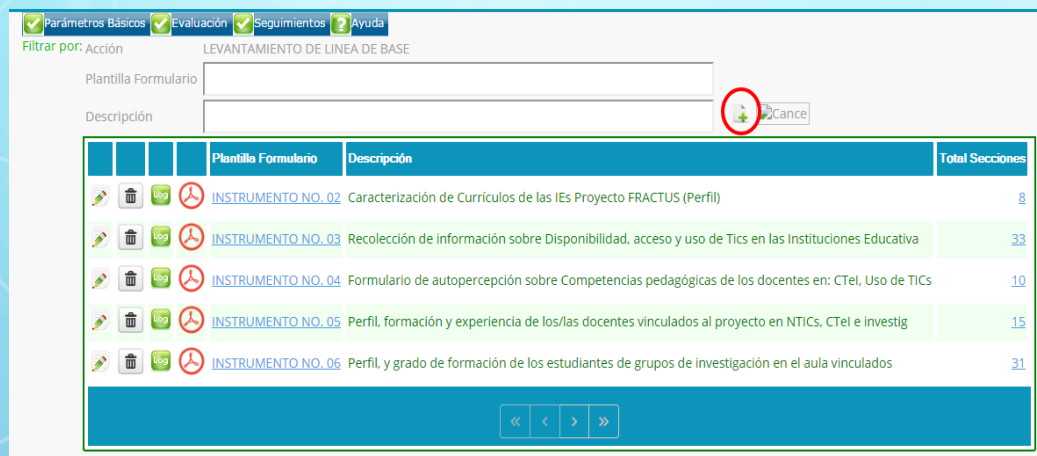 Parámetros Básicos Evaluación Seguimientos Ayuda
Filtrar por: Acción LEVANTAMIENTO DE LINEA DE BASE
Plantilla Formulario
Descripción Cance
Plantilla Formulario Descripción Total Secciones
Log INSTRUMENTO NO. 02 Caracterización de Currículos de las IEs Proyecto FRACTUS (Perfil) 8
Log INSTRUMENTO NO. 03 Recolección de información sobre Disponibilidad, acceso y uso de Tics en las Instituciones Educativa 33
Log INSTRUMENTO NO. 04 Formulario de autopercepción sobre Competencias pedagógicas de los docentes en: CTeI, Uso de TICs 10
Log INSTRUMENTO NO. 05 Perfil, formación y experiencia de los/las docentes vinculados al proyecto en NTICs, CTeI e investig 15
Log INSTRUMENTO NO. 06 Perfil, y grado de formación de los estudiantes de grupos de investigación en el aula vinculados 31
« ‹ › »